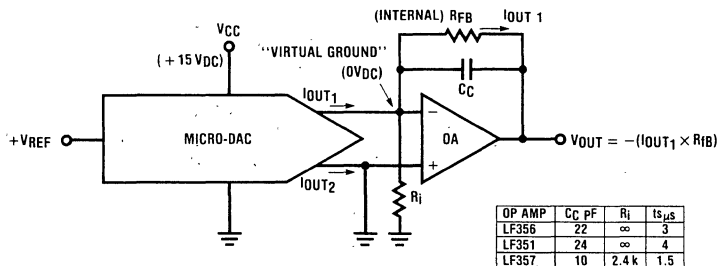 (INTERNAL) RFB
IOUT 1
VCC
(+15 VDC)
"VIRTUAL GROUND"
(0VDC)
CC
IOUT1
+VREF
MICRO-DAC
−
OA
+
VOUT = −(IOUT1 × RfB)
IOUT2
Ri
OP AMP CC PF Ri tsμs
LF356 22 ∞ 3
LF351 24 ∞ 4
LF357 10 2.4 k 1.5